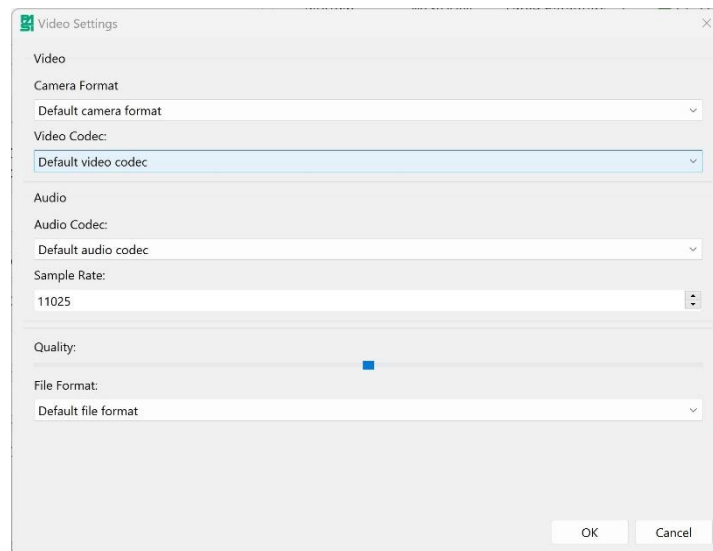 Video Settings
Video
Camera Format
Default camera format
Video Codec:
Default video codec
Audio
Audio Codec:
Default audio codec
Sample Rate:
11025
Quality:
File Format:
Default file format
OK
Cancel